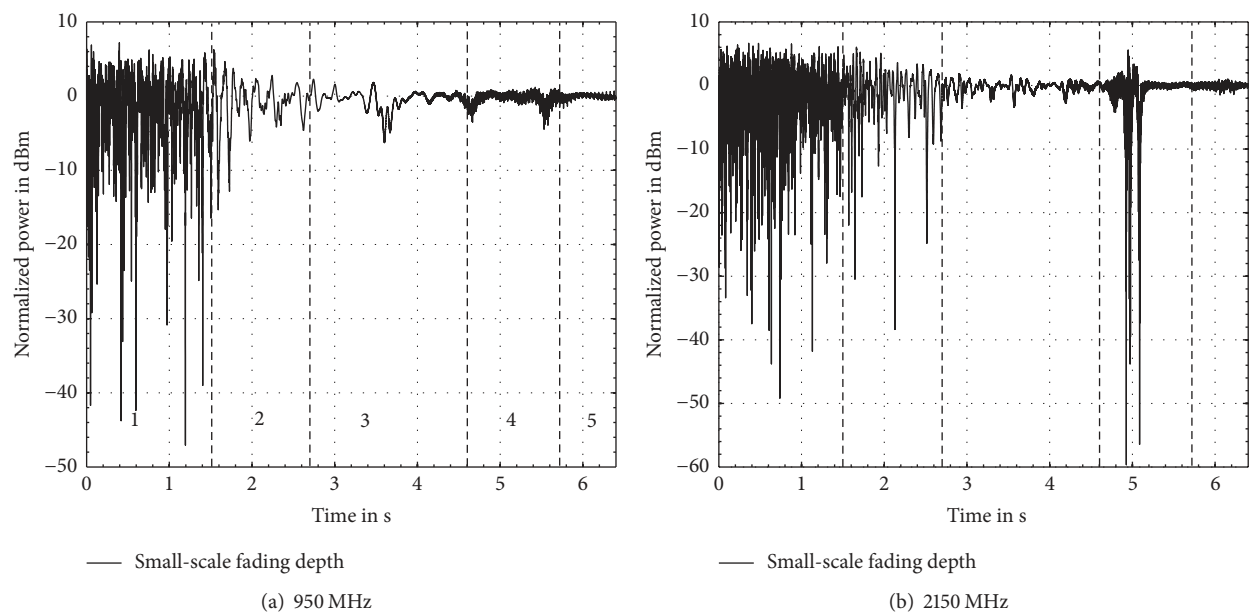 Normalized power in dBm
10
0
−10
−20
−30
−40
−50
1
2
3
4
5
0 1 2 3 4 5 6
Time in s
Small-scale fading depth
(a) 950 MHz
Normalized power in dBm
10
0
−10
−20
−30
−40
−50
−60
0 1 2 3 4 5 6
Time in s
Small-scale fading depth
(b) 2150 MHz